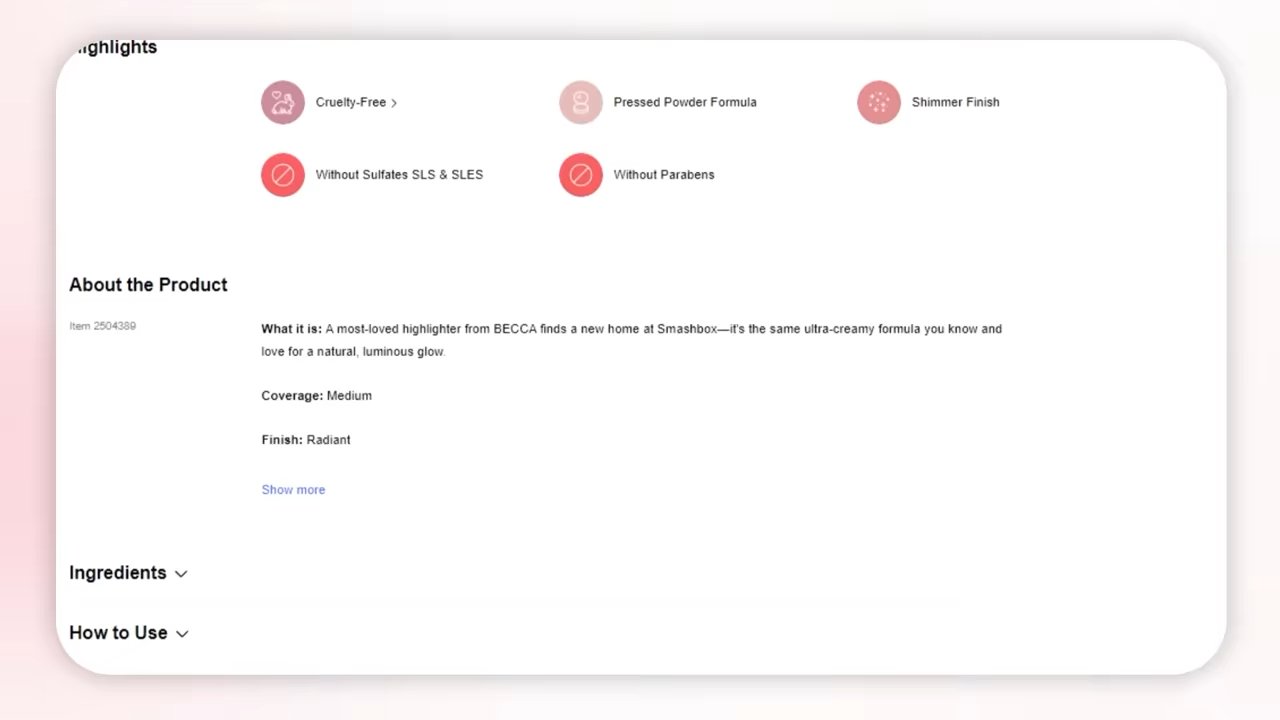 Highlights
Cruelty-Free
Pressed Powder Formula
Shimmer Finish
Without Sulfates SLS & SLES
Without Parabens
About the Product
Item 2504389
What it is: A most-loved highlighter from BECCA finds a new home at Smashbox—it's the same ultra-creamy formula you know and
love for a natural, luminous glow.
Coverage: Medium
Finish: Radiant
Show more
Ingredients
How to Use